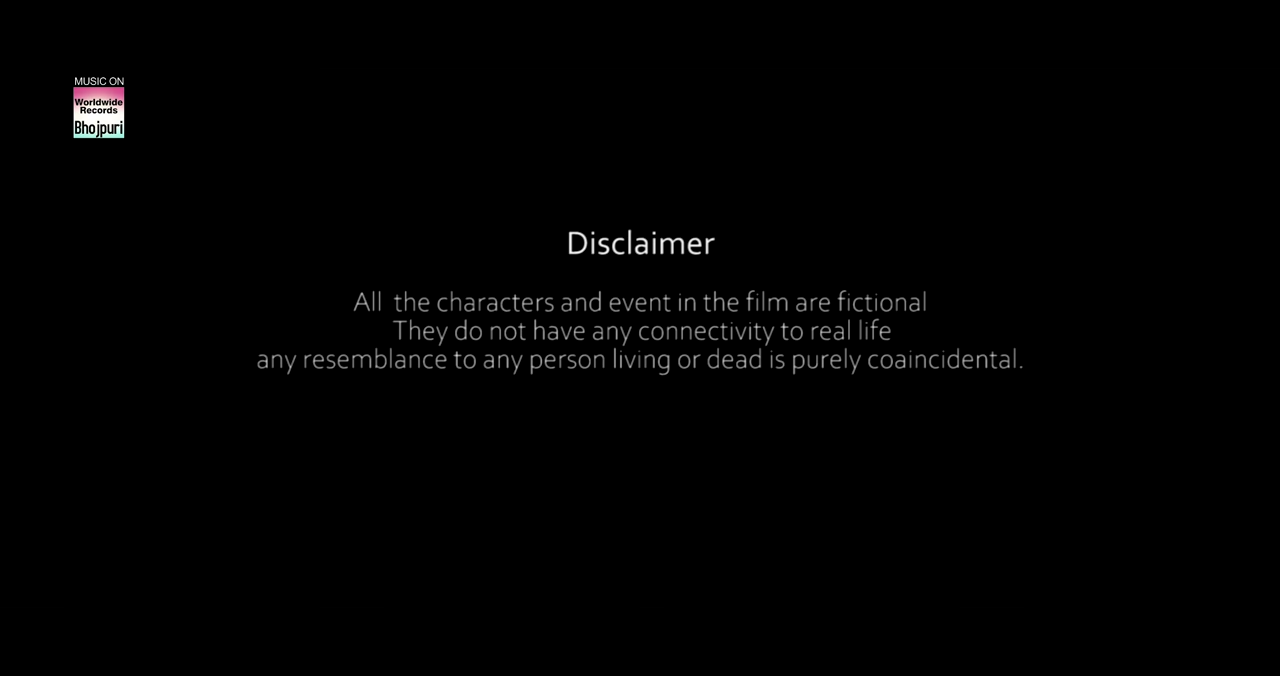 MUSIC ON
Worldwide
Records
Bhojpuri
Disclaimer
All the characters and event in the film are fictional
They do not have any connectivity to real life
any resemblance to any person living or dead is purely coaincidental.